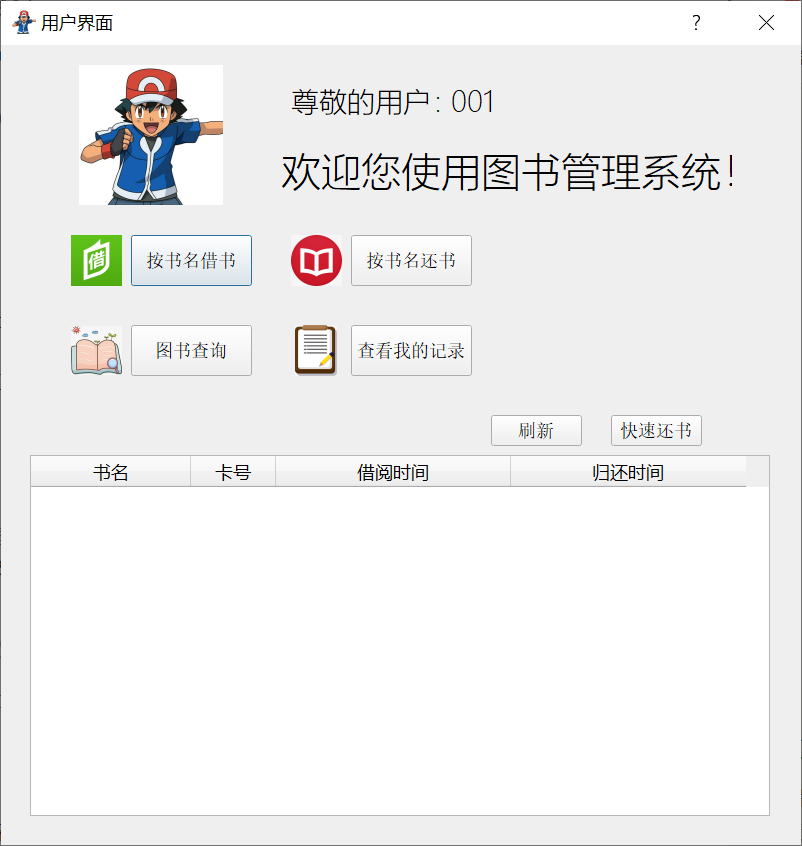 用户界面
尊敬的用户：001
欢迎您使用图书管理系统！
借 按书名借书 按书名还书
图书查询 查看我的记录
刷新 快速还书
书名 卡号 借阅时间 归还时间